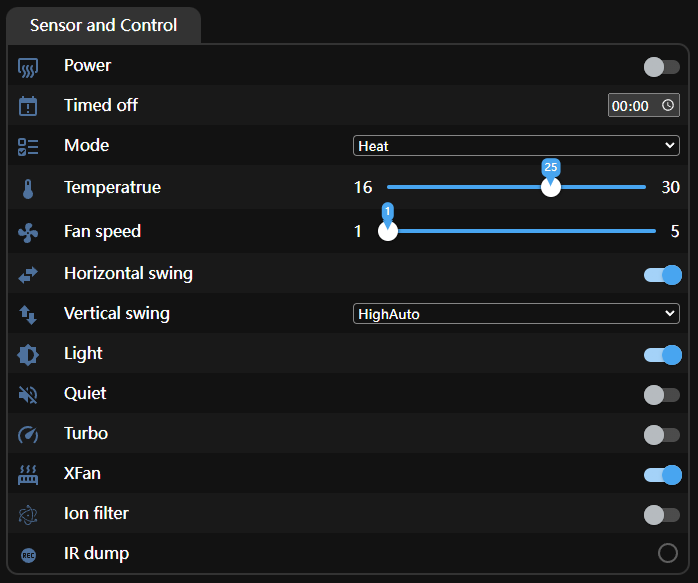 Sensor and Control
Power
Timed off 00:00
Mode Heat
Temperatrue 16 25 30
Fan speed 1 1 5
Horizontal swing
Vertical swing HighAuto
Light
Quiet
Turbo
XFan
Ion filter
REC IR dump